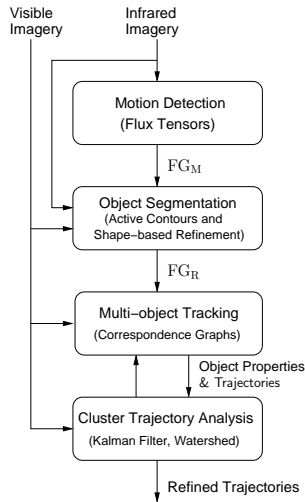 Visible
Imagery
Infrared
Imagery
Motion Detection
(Flux Tensors)
FG_M
Object Segmentation
(Active Contours and
Shape−based Refinement)
FG_R
Multi−object Tracking
(Correspondence Graphs)
Object Properties
& Trajectories
Cluster Trajectory Analysis
(Kalman Filter, Watershed)
Refined Trajectories